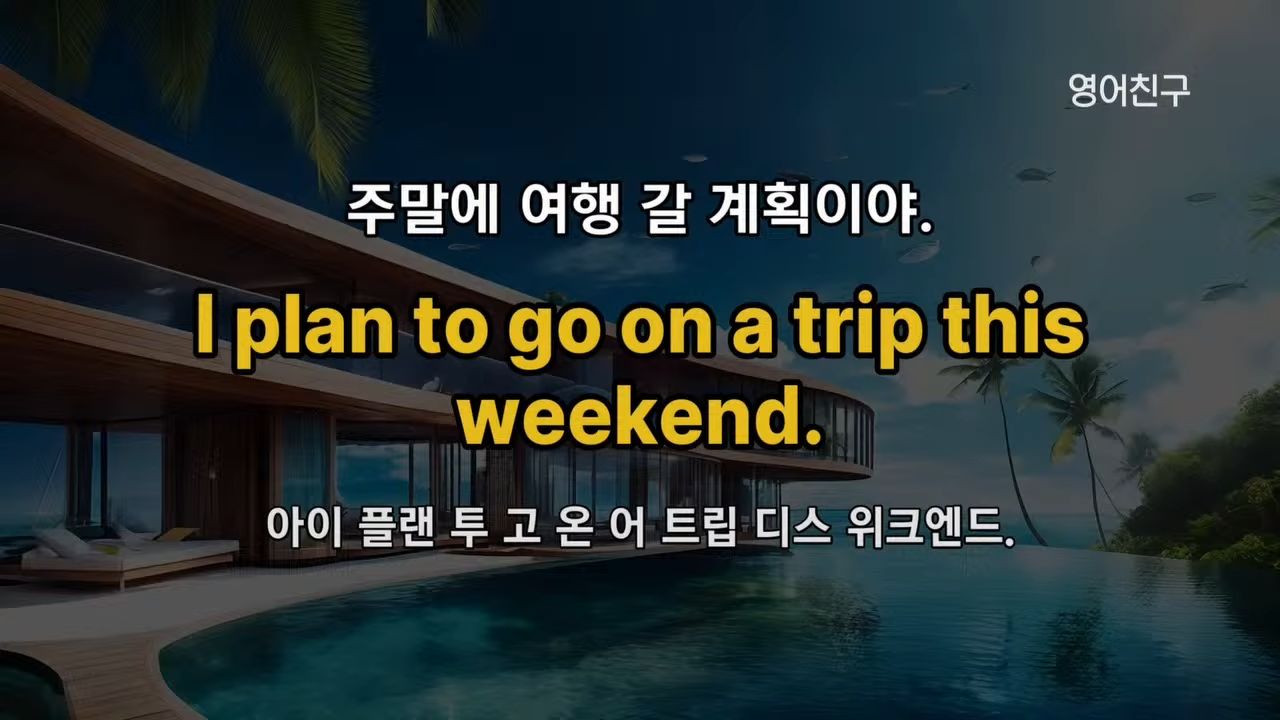 영어친구
주말에 여행 갈 계획이야.
I plan to go on a trip this
weekend.
아이 플랜 투 고 온 어 트립 디스 위크엔드.